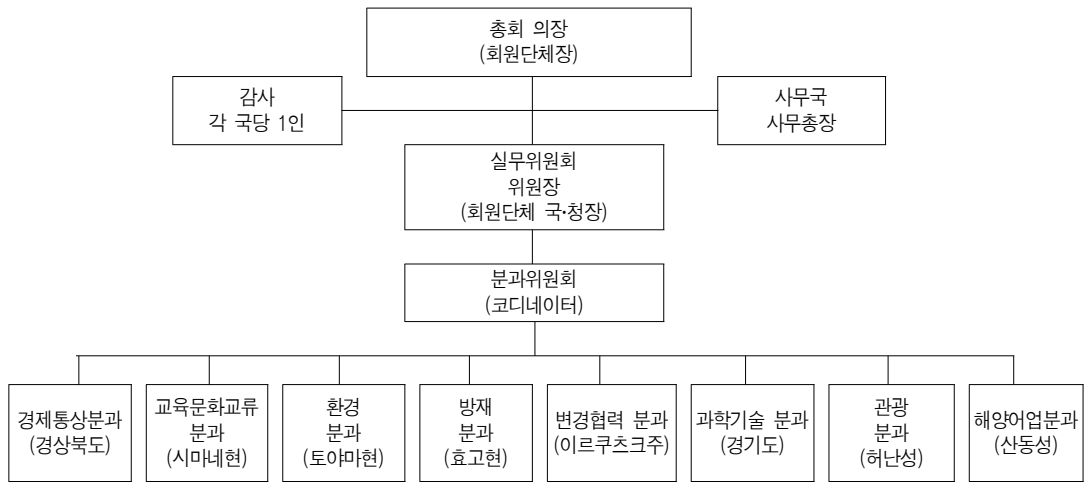 총회 의장
(회원단체장)
감사
각 국당 1인
사무국
사무총장
실무위원회
위원장
(회원단체 국·청장)
분과위원회
(코디네이터)
경제통상분과
(경상북도)
교육문화교류
분과
(시마네현)
환경
분과
(토야마현)
방재
분과
(효고현)
변경협력 분과
(이르쿠츠크주)
과학기술 분과
(경기도)
관광
분과
(허난성)
해양어업분과
(산동성)